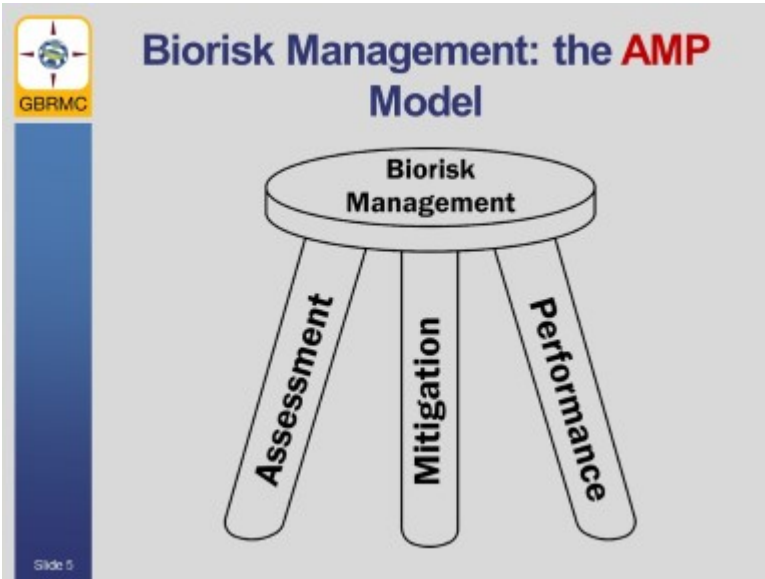 GBRMC
Biorisk Management: the AMP
Model
Biorisk
Management
Assessment
Mitigation
Performance
Slide 5